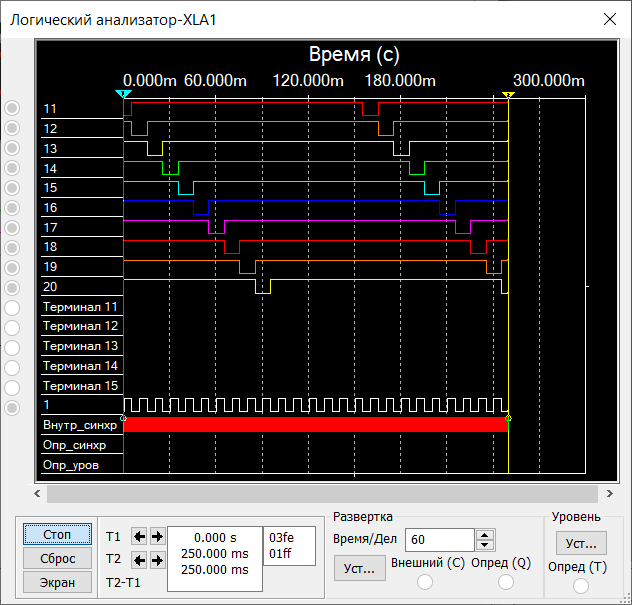 Логический анализатор-XLA1
Время (с)
0.000m 60.000m 120.000m 180.000m 300.000m
11
12
13
14
15
16
17
18
19
20
Терминал 11
Терминал 12
Терминал 13
Терминал 14
Терминал 15
1
Внутр_синхр
Опр_синхр
Опр_уров
Стоп
Сброс
Экран
T1
T2
T2-T1
0.000 s
250.000 ms
250.000 ms
03fe
01ff
Развертка
Время/Дел 60
Уст...
Внешний (C)
Опред (Q)
Уровень
Уст...
Опред (T)